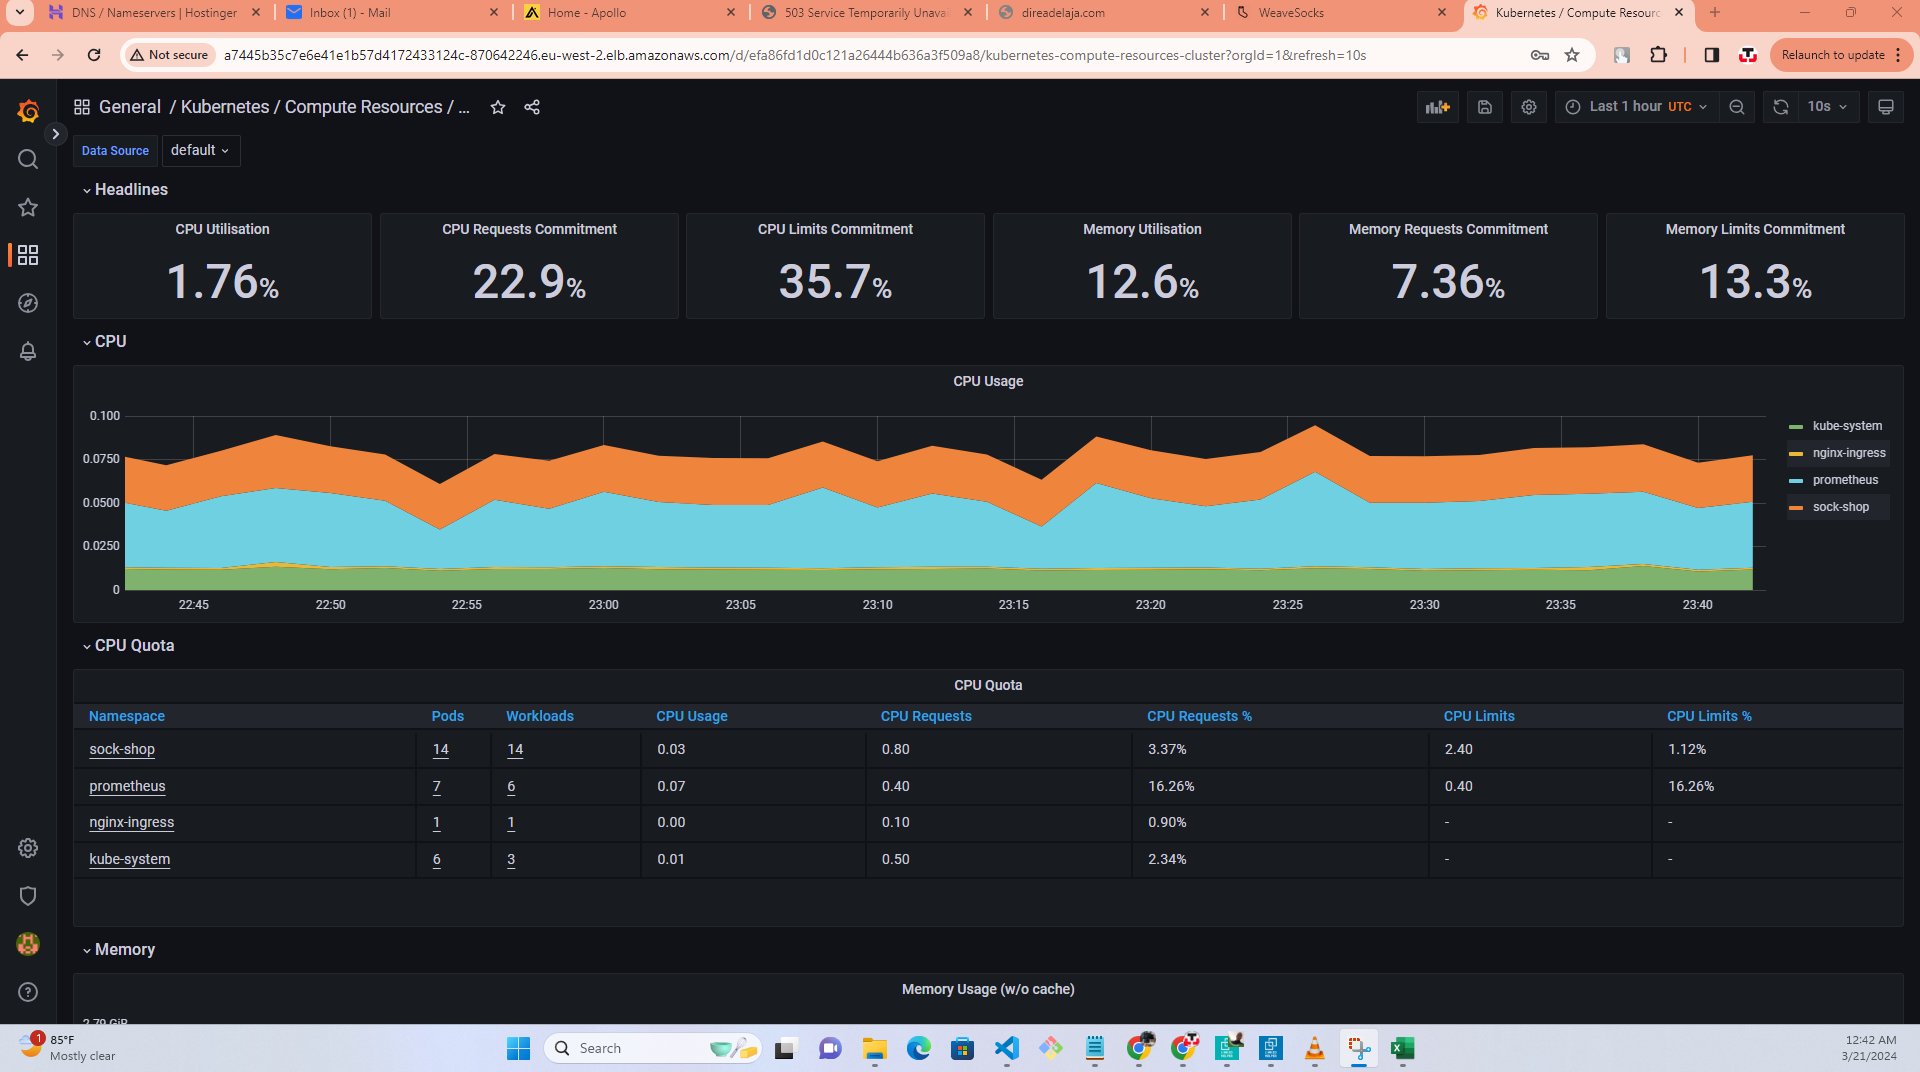 DNS / Nameservers | Hostinger
Inbox (1) - Mail
Home - Apollo
503 Service Temporarily Unava
direadelaja.com
WeaveSocks
Kubernetes / Compute Resourc
Not secure
a7445b35c7e6e41e1b57d4172433124c-870642246.eu-west-2.elb.amazonaws.com/d/efa86fd1d0c121a26444b636a3f509a8/kubernetes-compute-resources-cluster?orgId=1&refresh=10s
Relaunch to update
General / Kubernetes / Compute Resources / ...
Last 1 hour UTC
10s
Data Source
default
Headlines
CPU Utilisation
1.76%
CPU Requests Commitment
22.9%
CPU Limits Commitment
35.7%
Memory Utilisation
12.6%
Memory Requests Commitment
7.36%
Memory Limits Commitment
13.3%
CPU
CPU Usage
0.100
0.0750
0.0500
0.0250
0
22:45 22:50 22:55 23:00 23:05 23:10 23:15 23:20 23:25 23:30 23:35 23:40
kube-system
nginx-ingress
prometheus
sock-shop
CPU Quota
CPU Quota
Namespace Pods Workloads CPU Usage CPU Requests CPU Requests % CPU Limits CPU Limits %
sock-shop 14 14 0.03 0.80 3.37% 2.40 1.12%
prometheus 7 6 0.07 0.40 16.26% 0.40 16.26%
nginx-ingress 1 1 0.00 0.10 0.90% - -
kube-system 6 3 0.01 0.50 2.34% - -
Memory
Memory Usage (w/o cache)
2.79 GiB
1
85°F
Mostly clear
Search
12:42 AM
3/21/2024